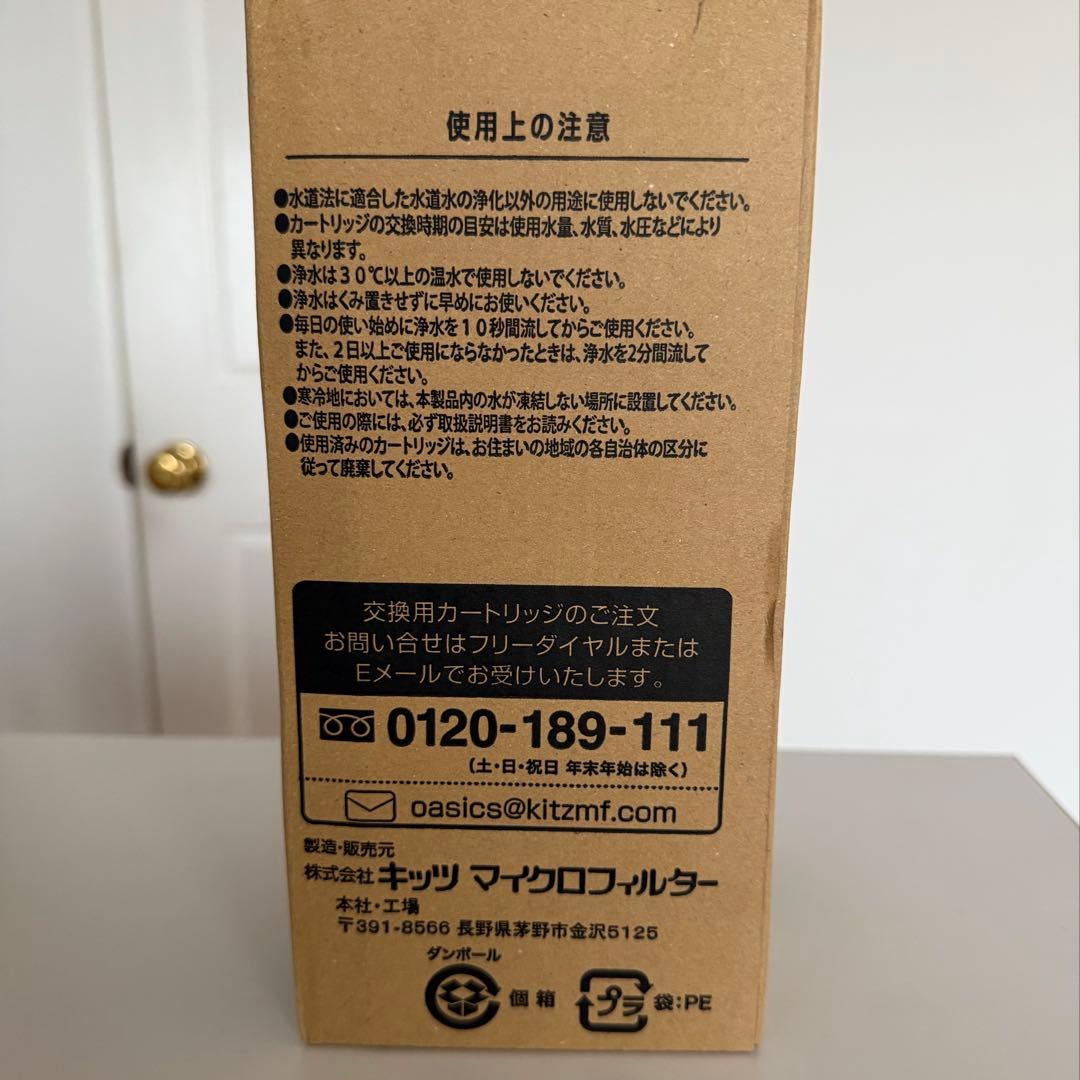 使用上の注意
●水道法に適合した水道水の浄化以外の用途に使用しないでください。
●カートリッジの交換時期の目安は使用水量、水質、水圧などにより
異なります。
●浄水は30℃以上の温水で使用しないでください。
●浄水はくみ置きせずに早めにお使いください。
●毎日の使い始めに浄水を10秒間流してからご使用ください。
また、2日以上ご使用にならなかったときは、浄水を2分間流して
からご使用ください。
●寒冷地においては、本製品内の水が凍結しない場所に設置してください。
●ご使用の際には、必ず取扱説明書をお読みください。
●使用済みのカートリッジは、お住まいの地域の各自治体の区分に
従って廃棄してください。
交換用カートリッジのご注文
お問い合せはフリーダイヤルまたは
Eメールでお受けいたします。
0120-189-111
(土・日・祝日 年末年始は除く)
oasics@kitzmf.com
製造・販売元
株式会社 キッツ マイクロフィルター
本社・工場
〒391-8566 長野県茅野市金沢5125
ダンボール
個箱
プラ 袋:PE